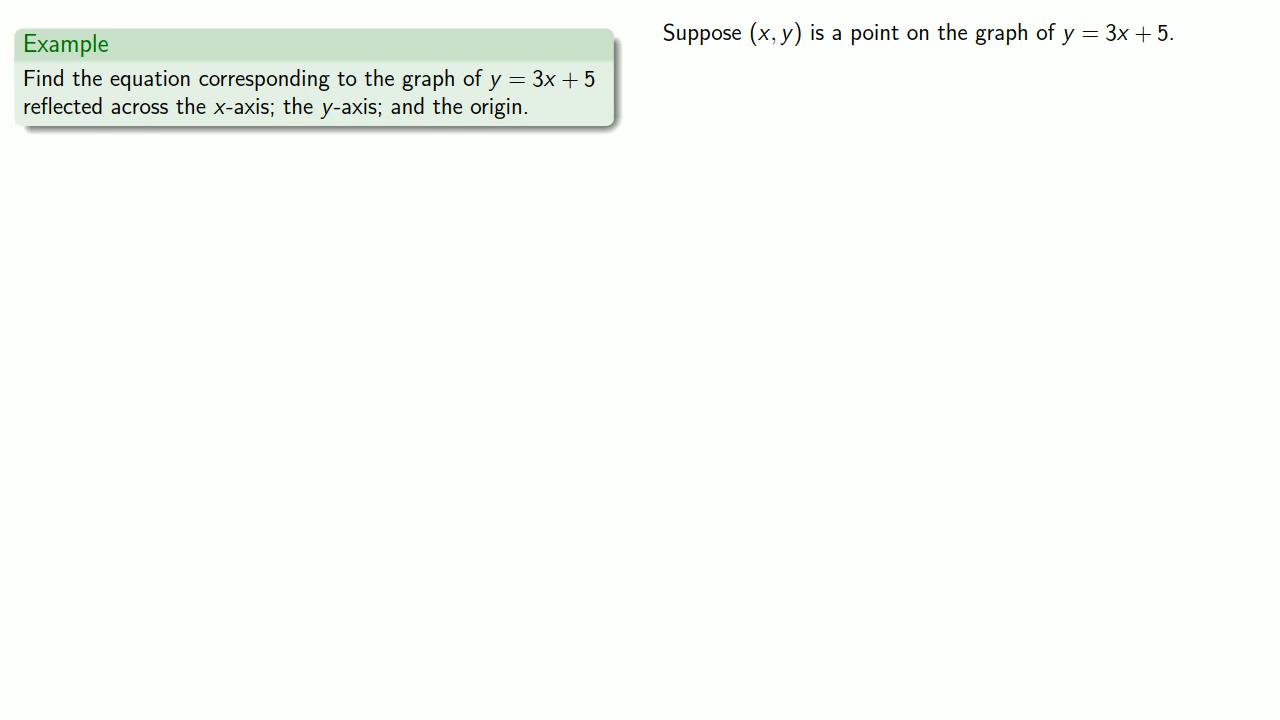 Example
Find the equation corresponding to the graph of y = 3x + 5
reflected across the x-axis; the y-axis; and the origin.
Suppose (x, y) is a point on the graph of y = 3x + 5.